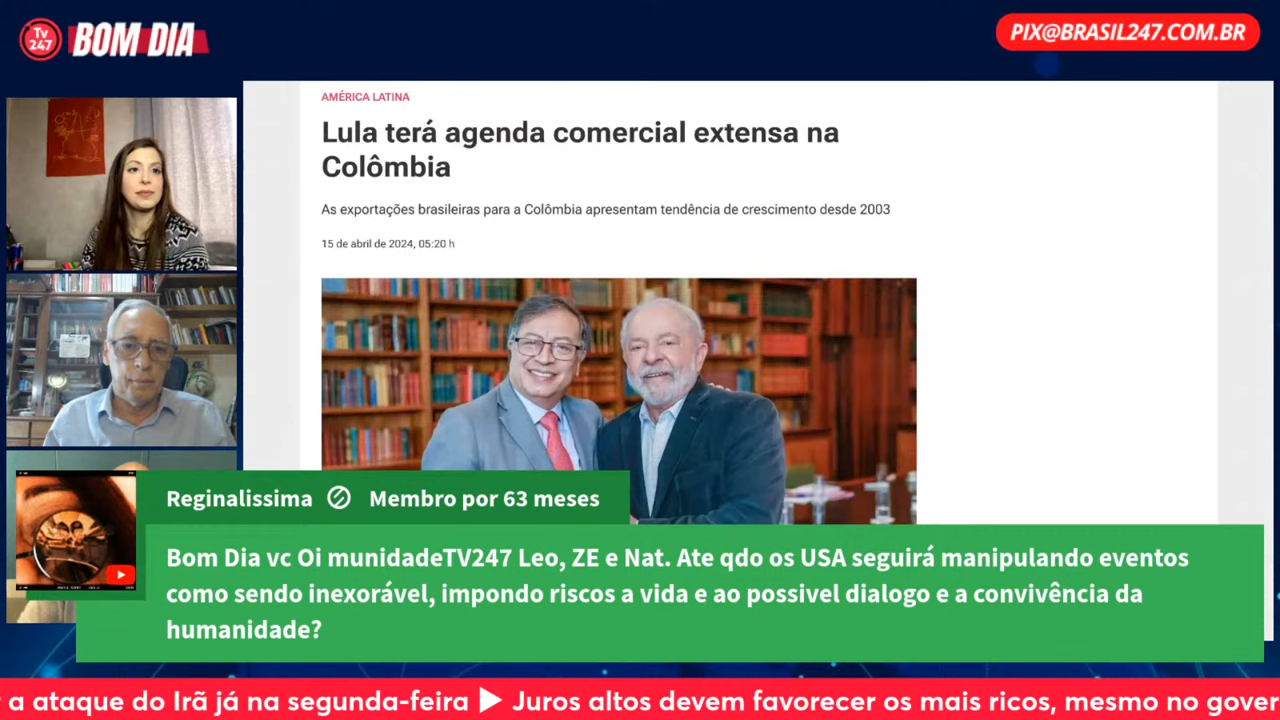 Tv
247
BOM DIA
PIX@BRASIL247.COM.BR
AMÉRICA LATINA
Lula terá agenda comercial extensa na
Colômbia
As exportações brasileiras para a Colômbia apresentam tendência de crescimento desde 2003
15 de abril de 2024, 05:20 h
Reginalissima Membro por 63 meses
Bom Dia vc Oi munidadeTV247 Leo, ZE e Nat. Ate qdo os USA seguirá manipulando eventos
como sendo inexorável, impondo riscos a vida e ao possivel dialogo e a convivência da
humanidade?
a ataque do Irã já na segunda-feira ▶ Juros altos devem favorecer os mais ricos, mesmo no gover